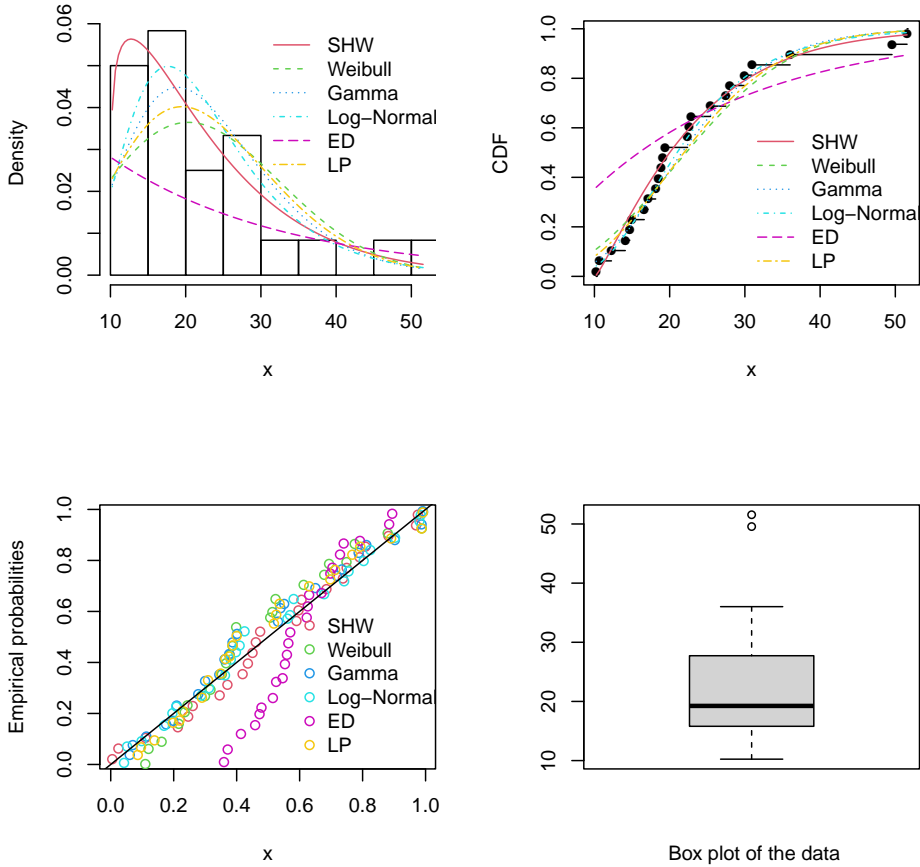 Density
0.00
0.02
0.04
0.06
10
20
30
40
50
x
SHW
Weibull
Gamma
Log−Normal
ED
LP
CDF
0.0
0.2
0.4
0.6
0.8
1.0
10
20
30
40
50
x
SHW
Weibull
Gamma
Log−Normal
ED
LP
Empirical probabilities
0.0
0.2
0.4
0.6
0.8
1.0
0.0
0.2
0.4
0.6
0.8
1.0
x
SHW
Weibull
Gamma
Log−Normal
ED
LP
10
20
30
40
50
Box plot of the data